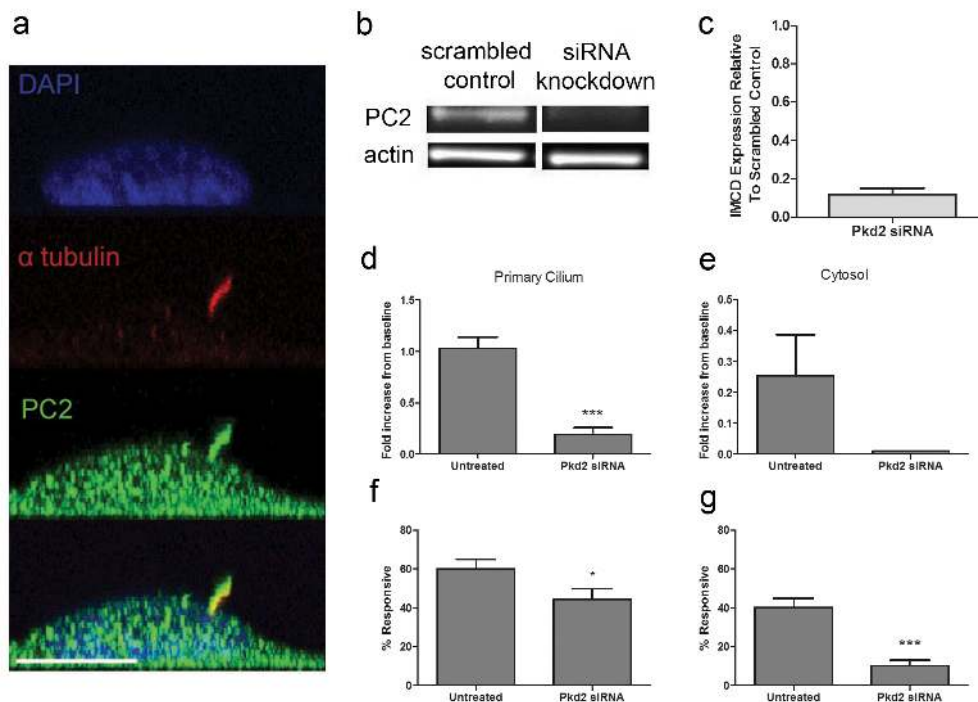 a
DAPI
α tubulin
PC2
b
scrambled control
siRNA knockdown
PC2
actin
c
IMCD Expression Relative
To Scrambled Control
1.0
0.8
0.6
0.4
0.2
0.0
Pkd2 siRNA
d
Primary Cilium
Fold increase from baseline
1.5
1.0
0.5
0.0
***
Untreated
Pkd2 siRNA
e
Cytosol
Fold increase from baseline
0.5
0.4
0.3
0.2
0.1
0.0
Untreated
Pkd2 siRNA
f
% Responsive
80
60
40
20
0
*
Untreated
Pkd2 siRNA
g
% Responsive
80
60
40
20
0
***
Untreated
Pkd2 siRNA